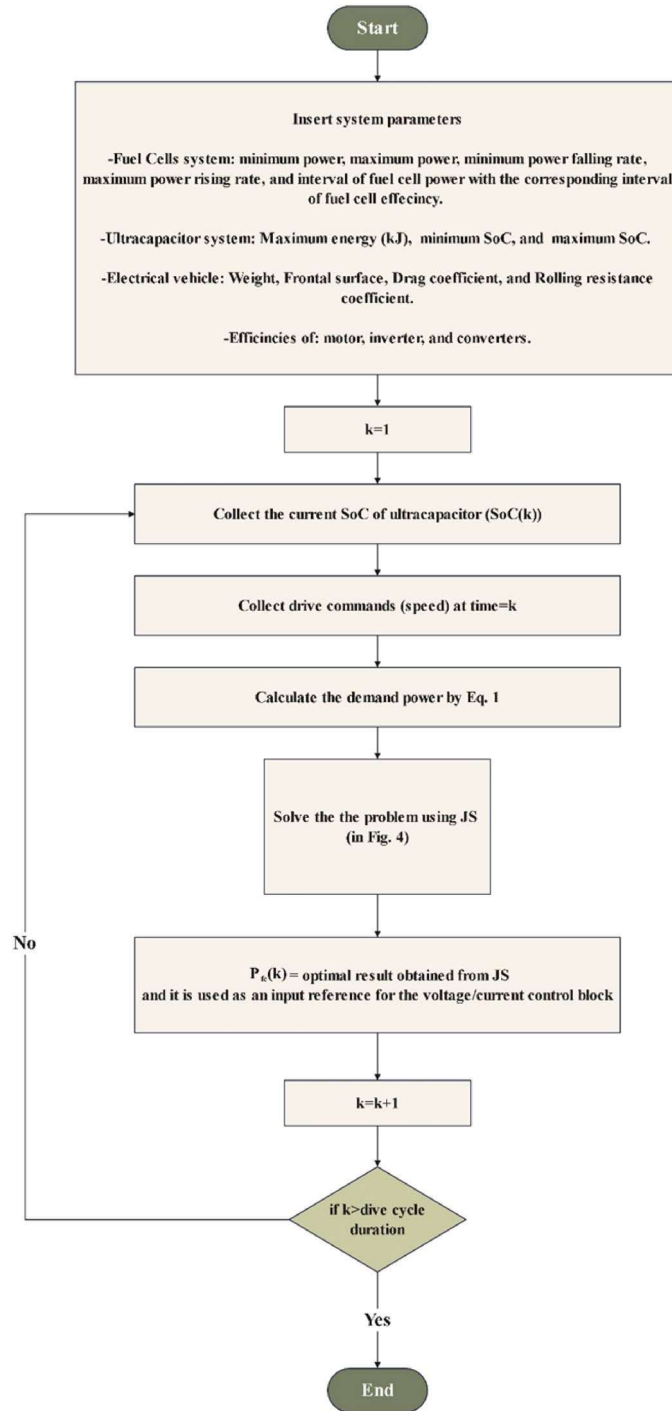 Start
Insert system parameters
-Fuel Cells system: minimum power, maximum power, minimum power falling rate,
maximum power rising rate, and interval of fuel cell power with the corresponding interval
of fuel cell effecincy.
-Ultracapacitor system: Maximum energy (kJ), minimum SoC, and maximum SoC.
-Electrical vehicle: Weight, Frontal surface, Drag coefficient, and Rolling resistance
coefficient.
-Efficincies of: motor, inverter, and converters.
k=1
Collect the current SoC of ultracapacitor (SoC(k))
Collect drive commands (speed) at time=k
Calculate the demand power by Eq. 1
Solve the the problem using JS
(in Fig. 4)
P_fc(k) = optimal result obtained from JS
and it is used as an input reference for the voltage/current control block
k=k+1
if k>dive cycle
duration
No
Yes
End